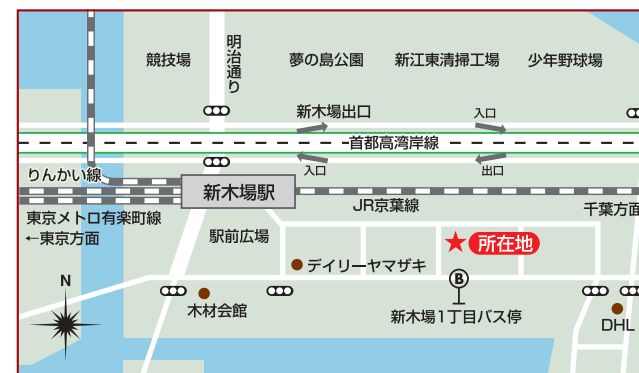 明治通り
競技場
夢の島公園
新江東清掃工場
少年野球場
新木場出口
入口
首都高湾岸線
入口
出口
りんかい線
新木場駅
JR京葉線
千葉方面
東京メトロ有楽町線
←東京方面
駅前広場
所在地
デイリーヤマザキ
B
N
木材会館
新木場1丁目バス停
DHL